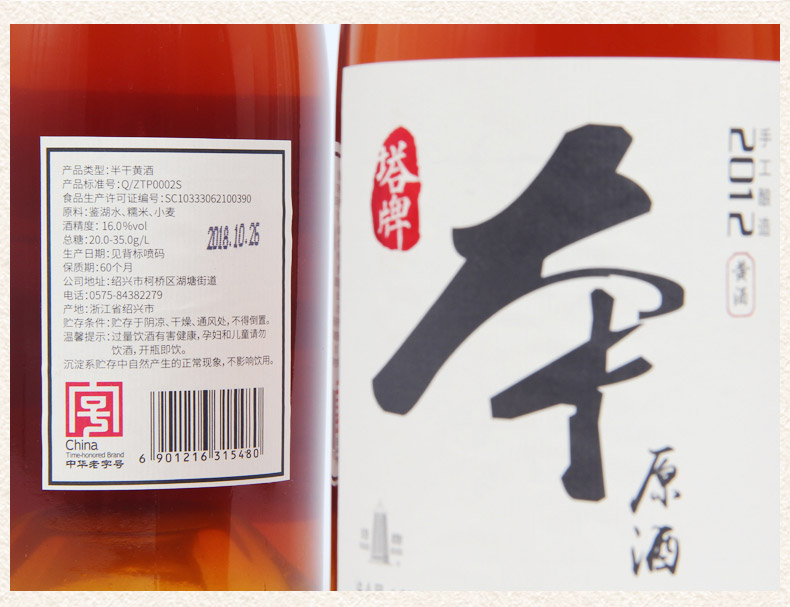 产品类型: 半干黄酒
产品标准号: Q/ZTP0002S
食品生产许可证编号: SC10333062100390
原料: 鉴湖水、糯米、小麦
酒精度: 16.0%vol
总糖: 20.0-35.0g/L
生产日期: 见背标喷码
2018.10.26
保质期: 60个月
公司地址: 绍兴市柯桥区湖塘街道
电话: 0575-84382279
产地: 浙江省绍兴市
贮存条件: 贮存于阴凉、干燥、通风处, 不得倒置。
温馨提示: 过量饮酒有害健康, 孕妇和儿童请勿
饮酒, 开瓶即饮。
沉淀系贮存中自然产生的正常现象, 不影响饮用。
China
Time-honored Brand
中华老字号
6 901216 315480
塔牌
本
原酒
手工酿造
2012
黄酒